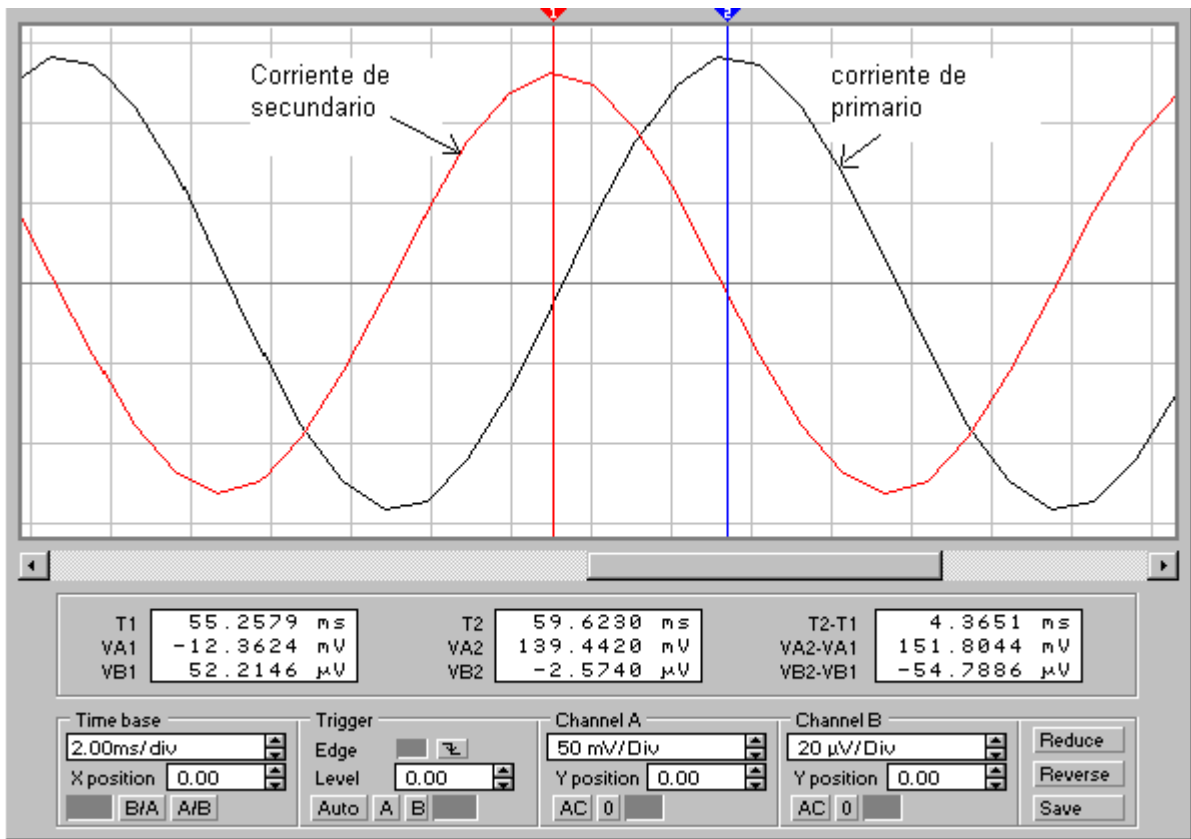 1
2
Corriente de
secundario
corriente de
primario
T1 55.2579 ms
VA1 -12.3624 mV
VB1 52.2146 µV
T2 59.6230 ms
VA2 139.4420 mV
VB2 -2.5740 µV
T2-T1 4.3651 ms
VA2-VA1 151.8044 mV
VB2-VB1 -54.7886 µV
Time base
2.00ms/div
X position 0.00
B/A A/B
Trigger
Edge
Level 0.00
Auto A B
Channel A
50 mV/Div
Y position 0.00
AC 0
Channel B
20 µV/Div
Y position 0.00
AC 0
Reduce
Reverse
Save